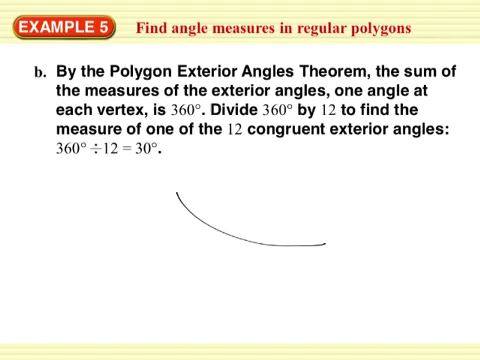 EXAMPLE 5 Find angle measures in regular polygons
b. By the Polygon Exterior Angles Theorem, the sum of
the measures of the exterior angles, one angle at
each vertex, is 360°. Divide 360° by 12 to find the
measure of one of the 12 congruent exterior angles:
360° ÷12 = 30°.